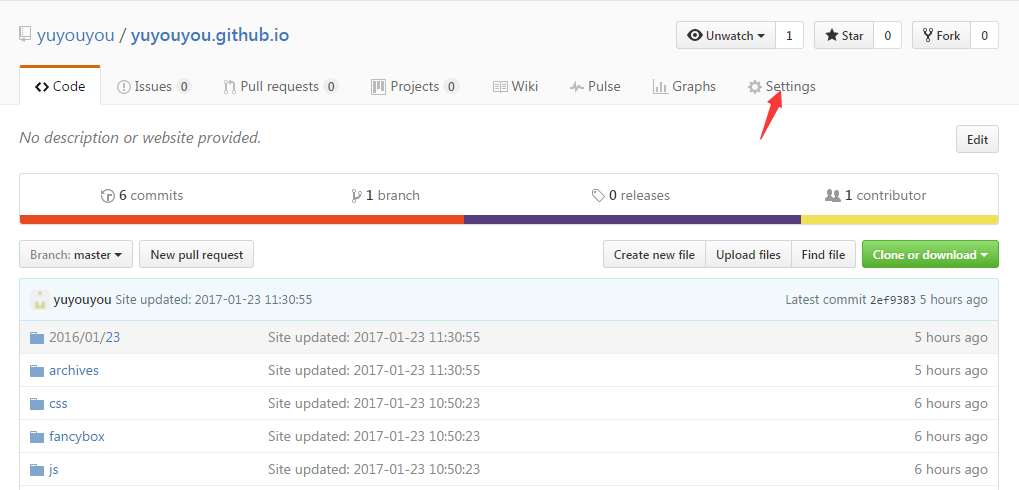 yuyouyou / yuyouyou.github.io Unwatch 1 Star 0 Fork 0
Code Issues 0 Pull requests 0 Projects 0 Wiki Pulse Graphs Settings
No description or website provided. Edit
6 commits 1 branch 0 releases 1 contributor
Branch: master New pull request Create new file Upload files Find file Clone or download
yuyouyou Site updated: 2017-01-23 11:30:55 Latest commit 2ef9383 5 hours ago
2016/01/23 Site updated: 2017-01-23 11:30:55 5 hours ago
archives Site updated: 2017-01-23 11:30:55 5 hours ago
css Site updated: 2017-01-23 10:50:23 6 hours ago
fancybox Site updated: 2017-01-23 10:50:23 6 hours ago
js Site updated: 2017-01-23 10:50:23 6 hours ago